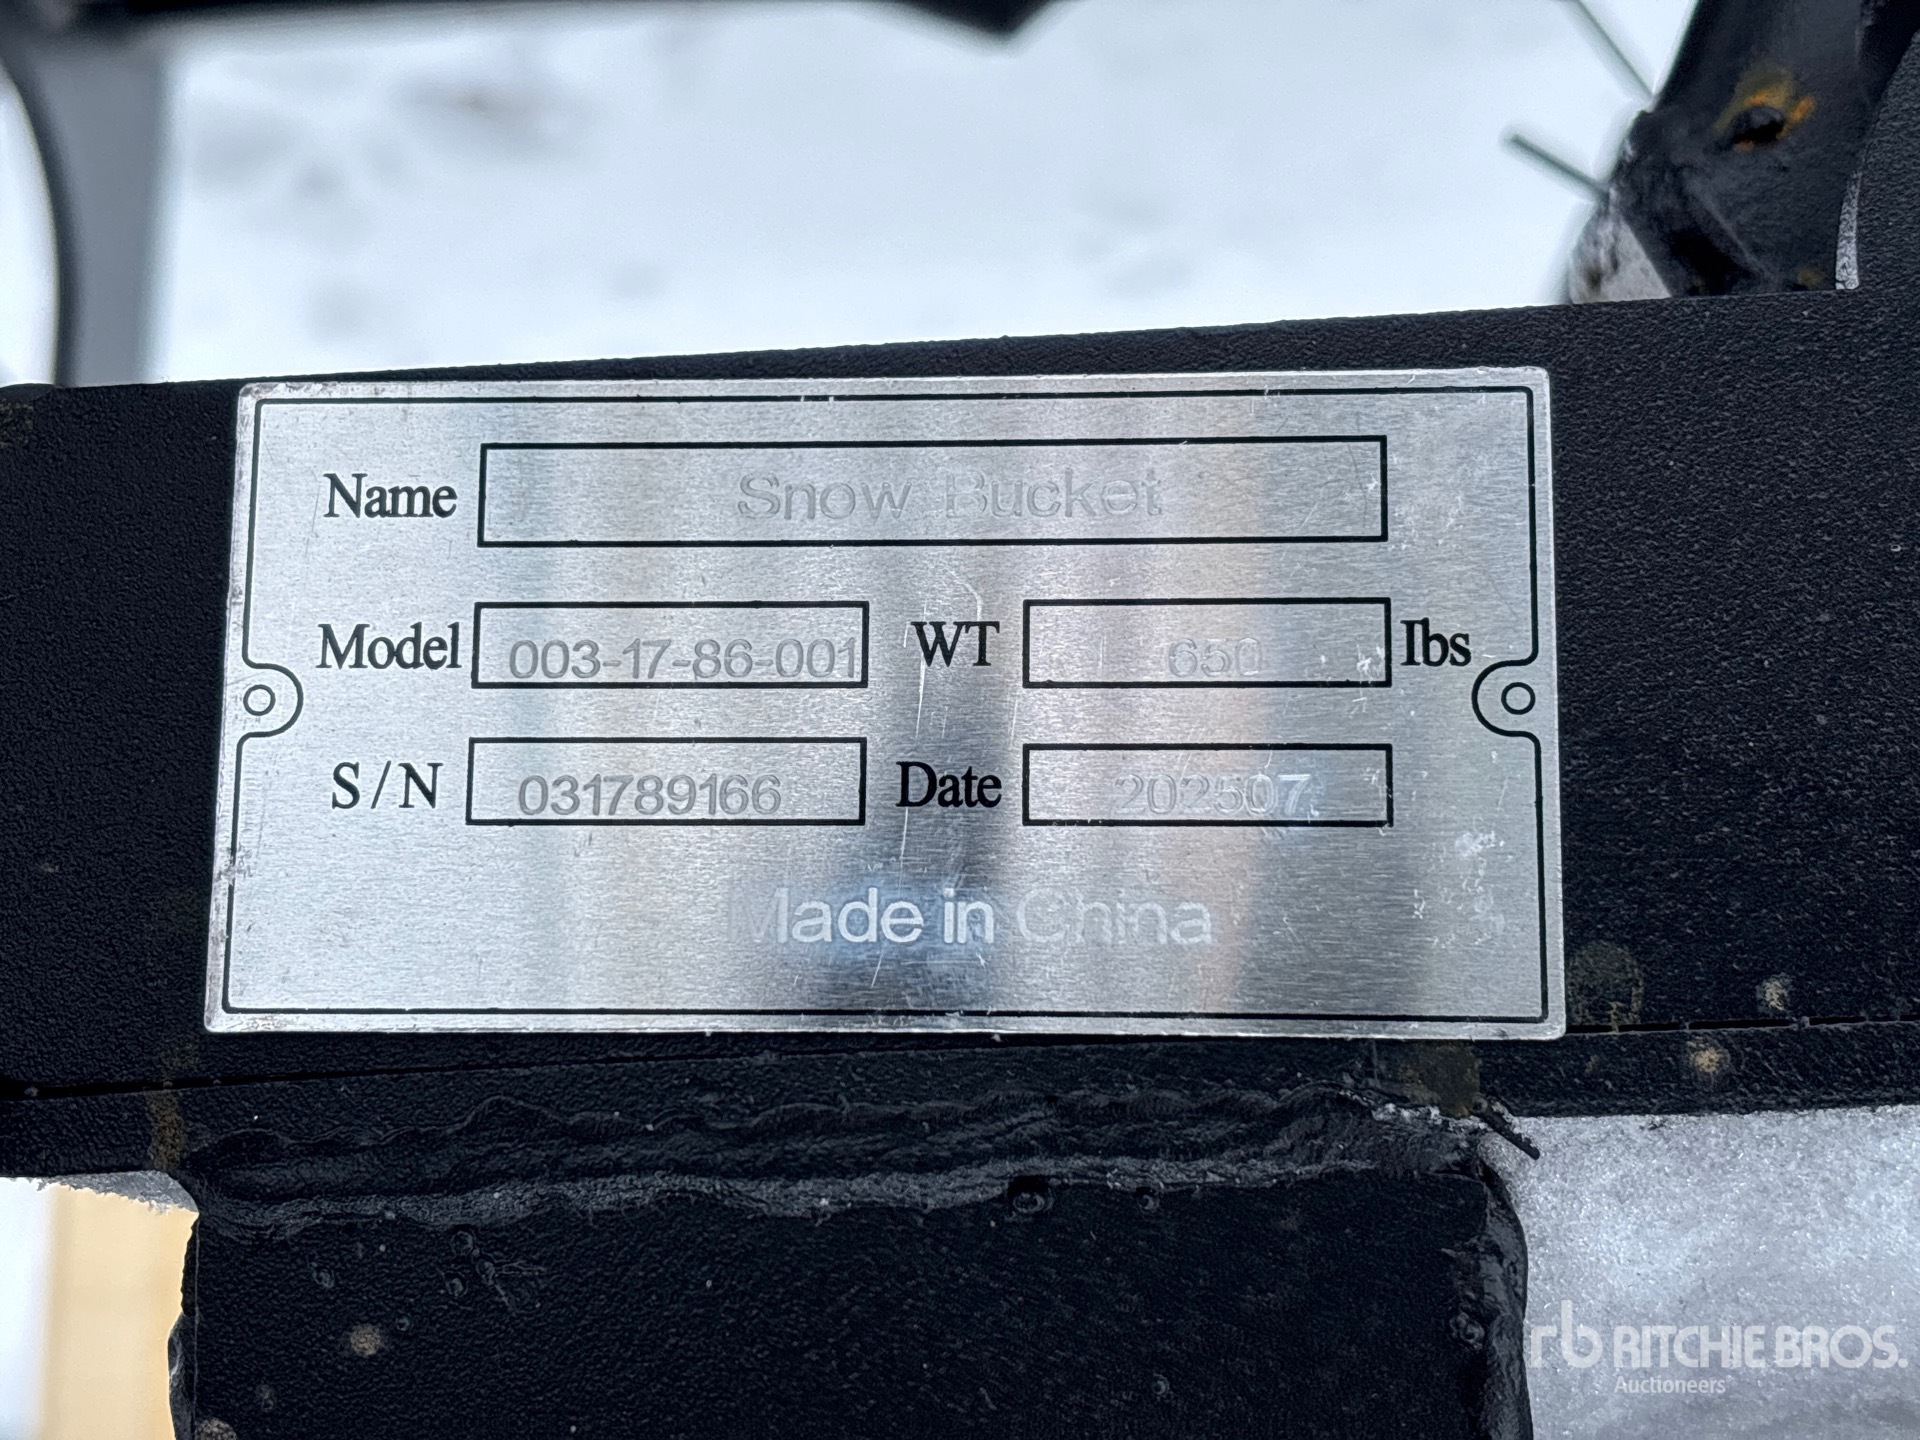 Name Snow Bucket
Model 003-17-86-001 WT 650 Ibs
S/N 031789166 Date 202507
Made in China
rb RITCHIE BROS.
Auctioneers